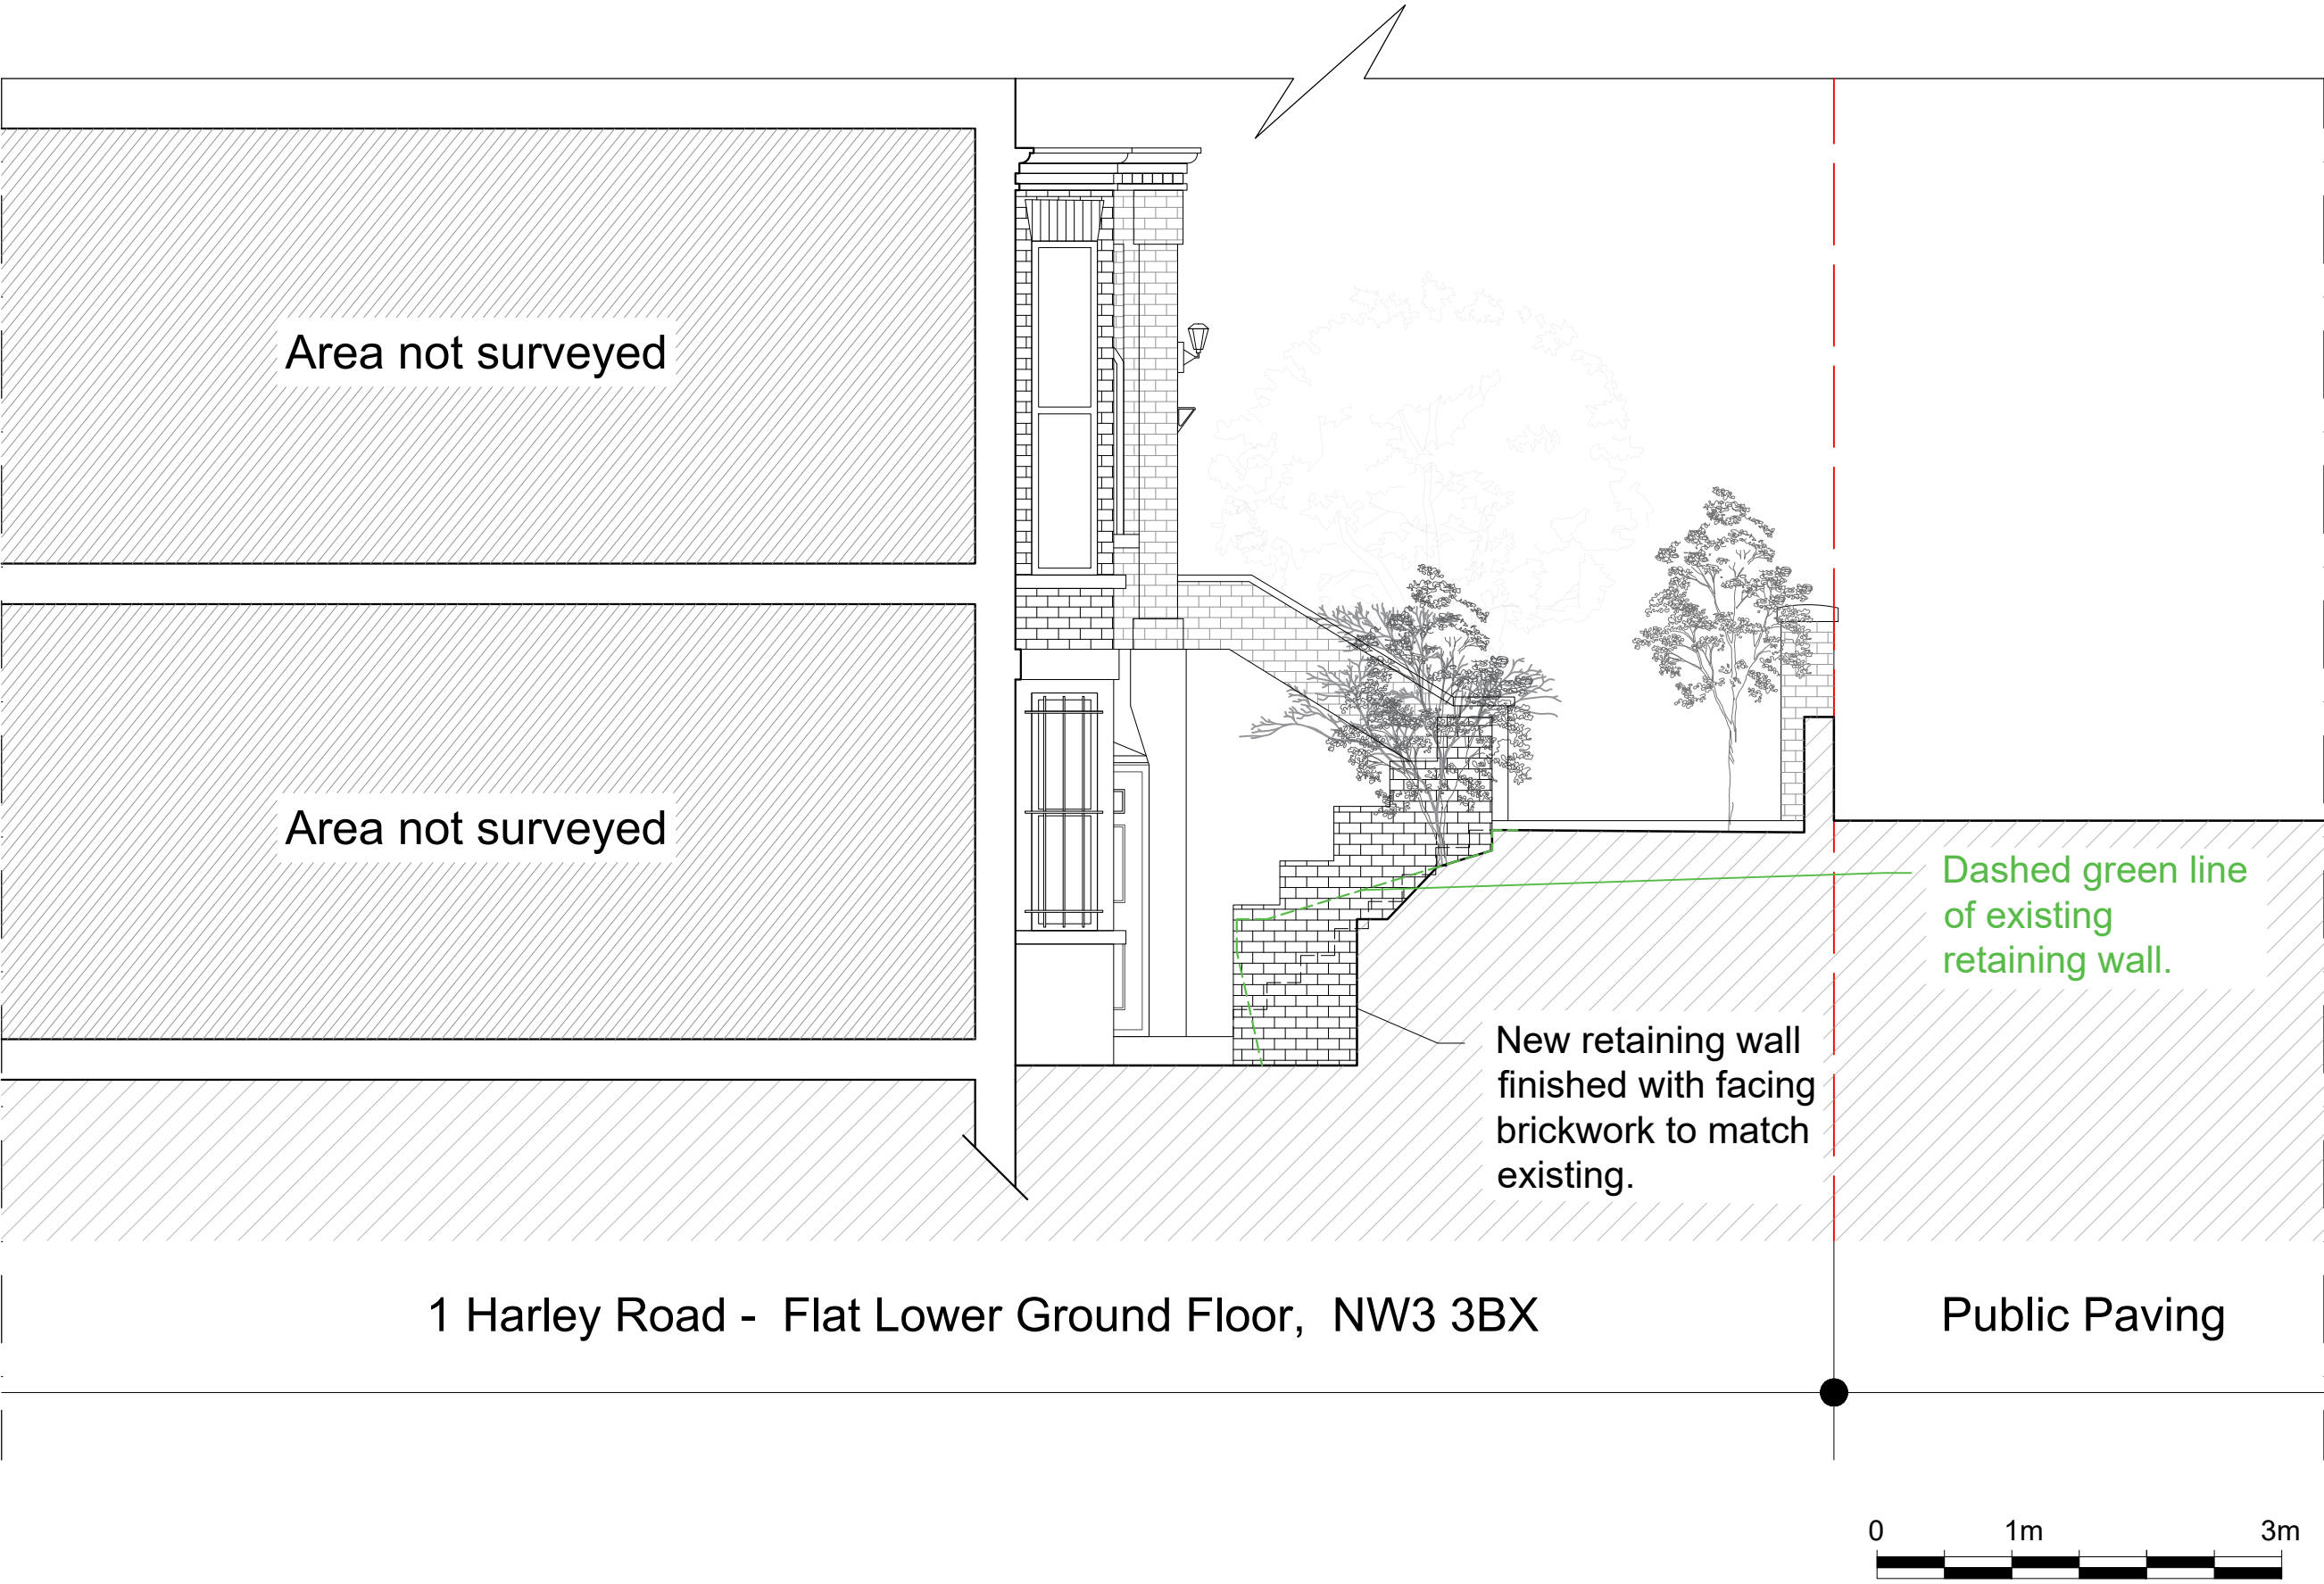 Area not surveyed
Area not surveyed
Dashed green line
of existing
retaining wall.
New retaining wall
finished with facing
brickwork to match
existing.
1 Harley Road - Flat Lower Ground Floor, NW3 3BX
Public Paving
0 1m 3m